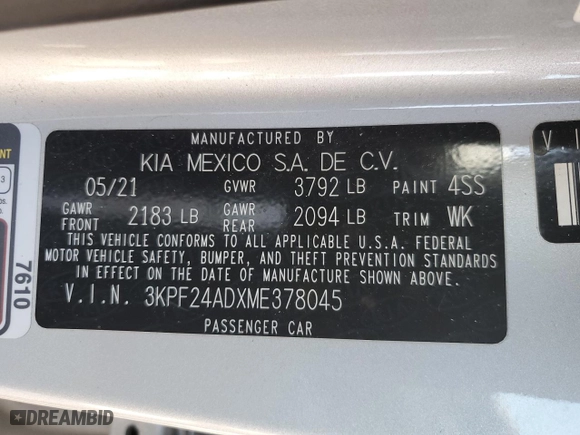 MANUFACTURED BY
KIA MEXICO S.A. DE C.V.
05/21 GVWR 3792 LB PAINT 4SS
GAWR FRONT 2183 LB GAWR REAR 2094 LB TRIM WK
THIS VEHICLE CONFORMS TO ALL APPLICABLE U.S.A. FEDERAL
MOTOR VEHICLE SAFETY, BUMPER, AND THEFT PREVENTION STANDARDS
IN EFFECT ON THE DATE OF MANUFACTURE SHOWN ABOVE.
V.I.N. 3KPF24ADXME378045
PASSENGER CAR
7610
V I
DREAMBID